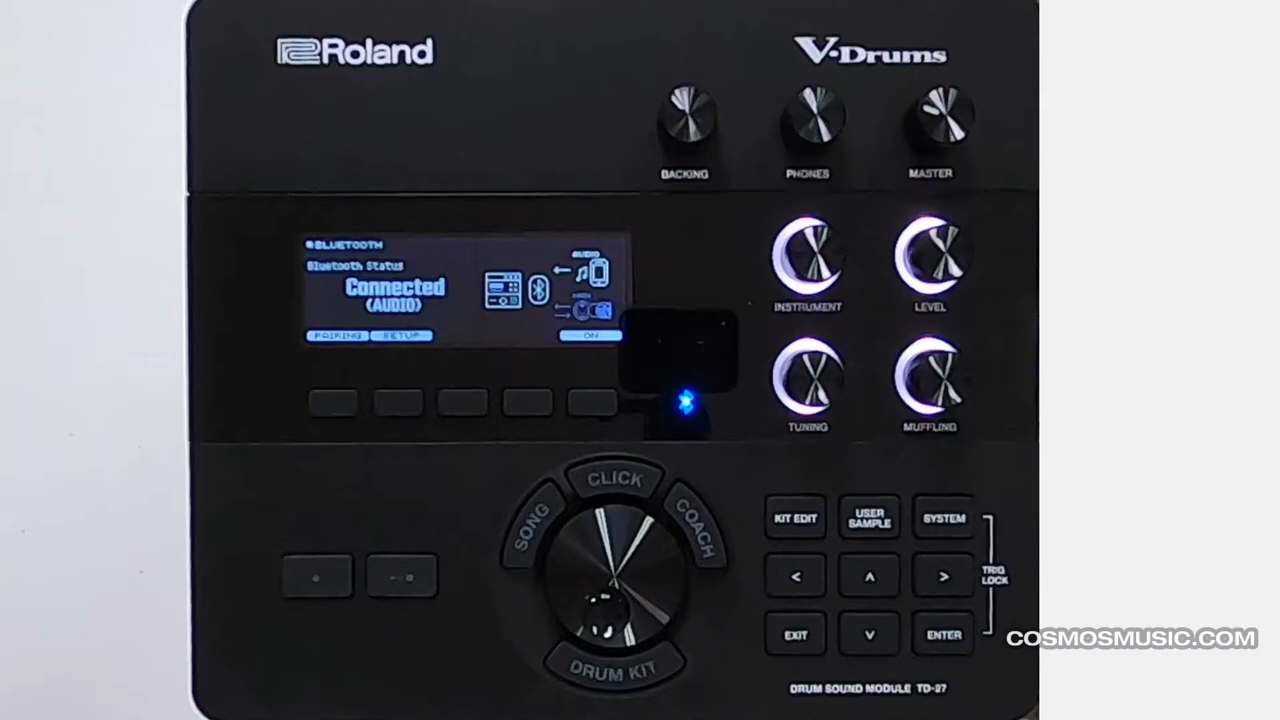 Roland
V-Drums
BACKING
PHONES
MASTER
BLUETOOTH
Bluetooth Status
Connected
(AUDIO)
AUDIO
PAIRING
SETUP
ON
INSTRUMENT
LEVEL
TUNING
MUFFLING
CLICK
SONG
COACH
DRUM KIT
KIT EDIT
USER
SAMPLE
SYSTEM
<
∧
>
TRIG
LOCK
EXIT
∨
ENTER
COSMOSMUSIC.COM
DRUM SOUND MODULE TD-27